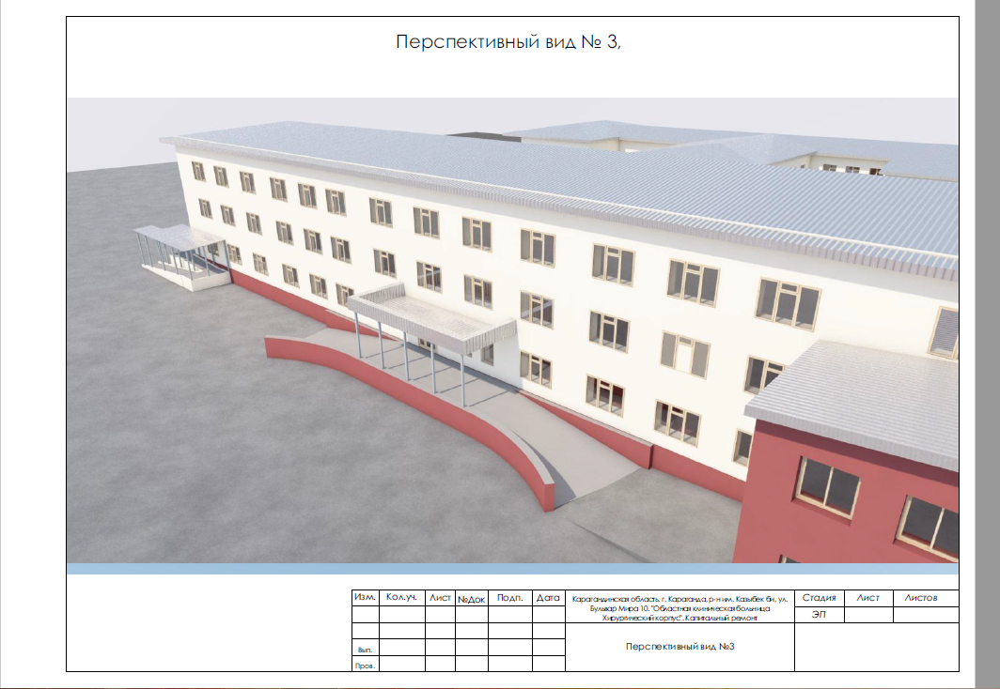 Перспективный вид № 3,
Изм. Кол.уч. Лист №Док Подп. Дата
Карагандинская область, г. Караганда, р-н им. Казыбек би, ул.
Бульвар Мира 10. "Областная клиническая больница
Хирургический корпус". Капитальный ремонт
Стадия Лист Листов
ЭП
Вып.
Перспективный вид №3
Пров.